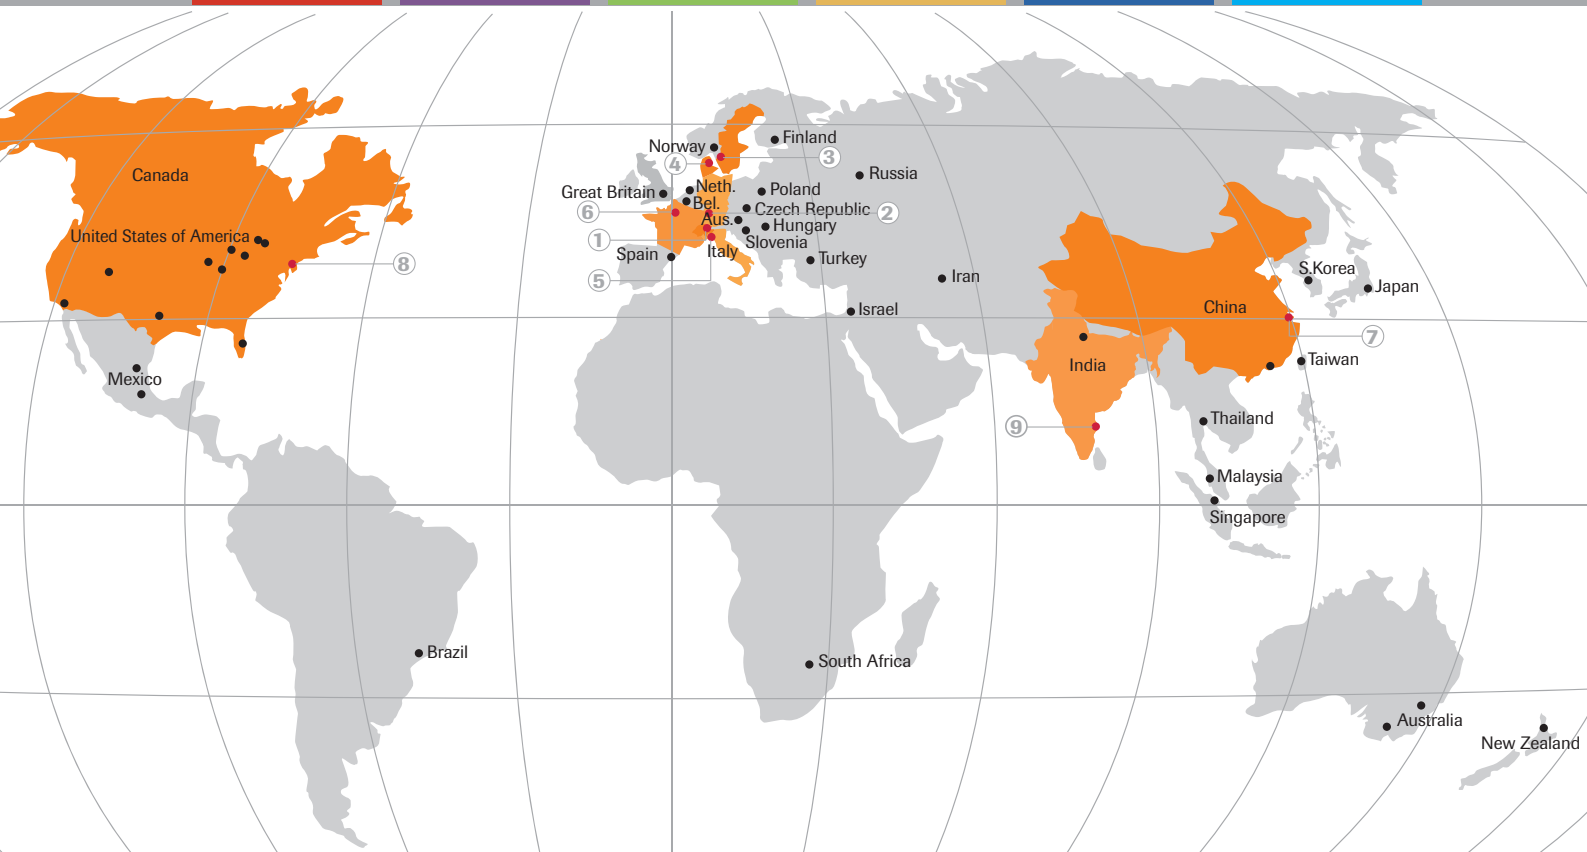 Norway
Finland
④
③
Canada
Russia
Neth.
Poland
Great Britain
Bel.
Czech Republic
⑥
②
Aus.
Hungary
United States of America
①
Slovenia
Spain
Italy
Turkey
⑧
S.Korea
⑤
Iran
Japan
China
Israel
⑦
Taiwan
India
Mexico
Thailand
⑨
Malaysia
Singapore
Brazil
South Africa
Australia
New Zealand